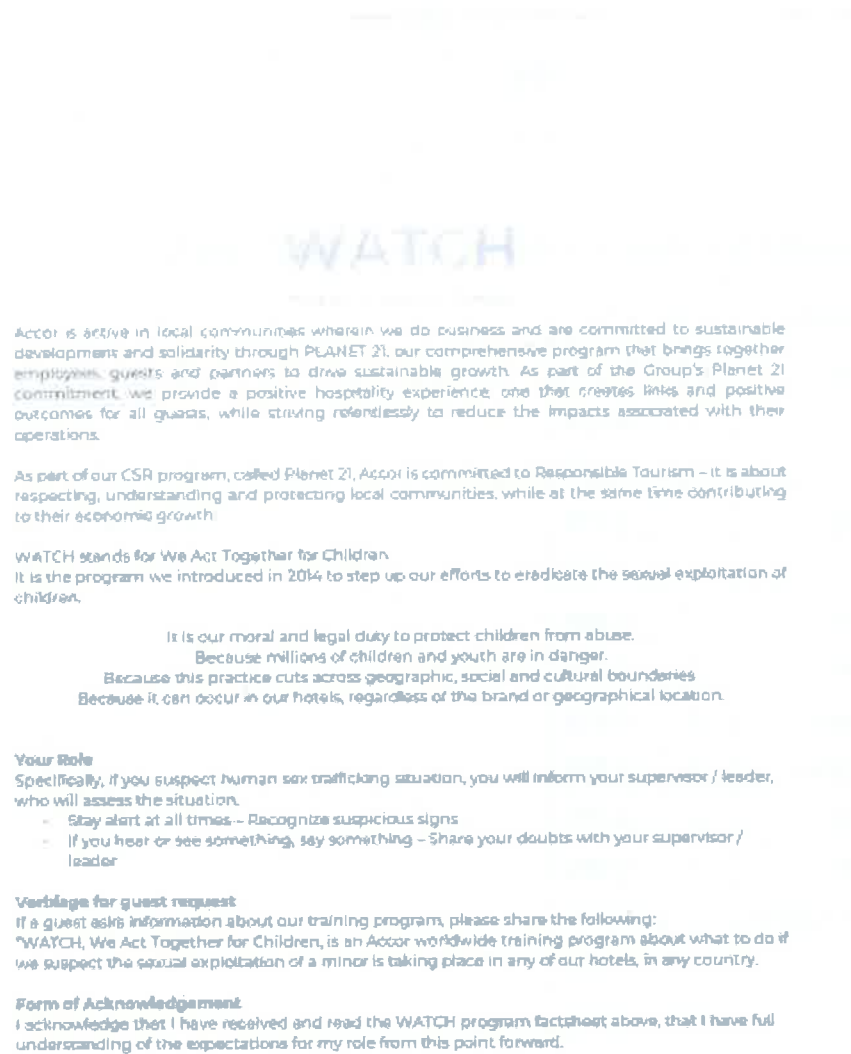 WATCH
Accor is active in local communities wherein we do business and are committed to sustainable
development and solidarity through PLANET 21, our comprehensive program that brings together
employees, guests and partners to drive sustainable growth. As part of the Group's Planet 21
commitment, we provide a positive hospitality experience, one that creates links and positive
outcomes for all guests, while striving relentlessly to reduce the impacts associated with their
operations.
As part of our CSR program, called Planet 21, Accor is committed to Responsible Tourism – it is about
respecting, understanding and protecting local communities, while at the same time contributing
to their economic growth.
WATCH stands for We Act Together for Children.
It is the program we introduced in 2014 to step up our efforts to eradicate the sexual exploitation of
children.
It is our moral and legal duty to protect children from abuse.
Because millions of children and youth are in danger.
Because this practice cuts across geographic, social and cultural boundaries
Because it can occur in our hotels, regardless of the brand or geographical location.
Your Role
Specifically, if you suspect human sex trafficking situation, you will inform your supervisor / leader,
who will assess the situation.
- Stay alert at all times – Recognize suspicious signs
- If you hear or see something, say something – Share your doubts with your supervisor /
leader
Verbiage for guest request
If a guest asks information about our training program, please share the following:
"WATCH, We Act Together for Children, is an Accor worldwide training program about what to do if
we suspect the sexual exploitation of a minor is taking place in any of our hotels, in any country.
Form of Acknowledgement
I acknowledge that I have received and read the WATCH program factsheet above, that I have full
understanding of the expectations for my role from this point forward.